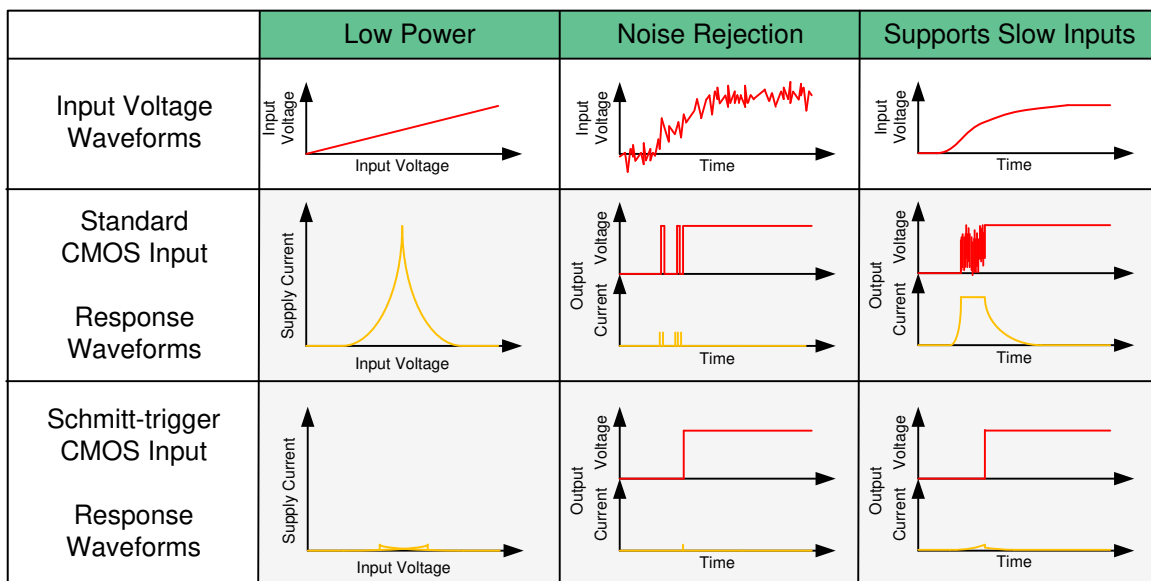 Low Power
Noise Rejection
Supports Slow Inputs
Input Voltage
Waveforms
Input
Voltage
Input Voltage
Input
Voltage
Time
Input
Voltage
Time
Standard
CMOS Input
Response
Waveforms
Supply Current
Input Voltage
Output
Voltage
Current
Time
Output
Voltage
Current
Time
Schmitt-trigger
CMOS Input
Response
Waveforms
Supply Current
Input Voltage
Output
Voltage
Current
Time
Output
Voltage
Current
Time